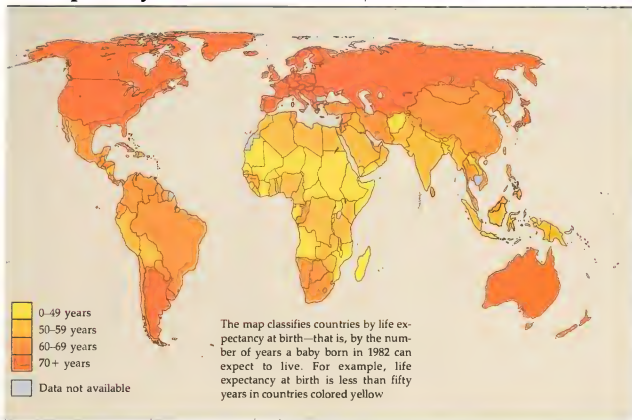 0–49 years
50–59 years
60–69 years
70+ years
Data not available
The map classifies countries by life ex-
pectancy at birth—that is, by the num-
ber of years a baby born in 1982 can
expect to live. For example, life
expectancy at birth is less than fifty
years in countries colored yellow